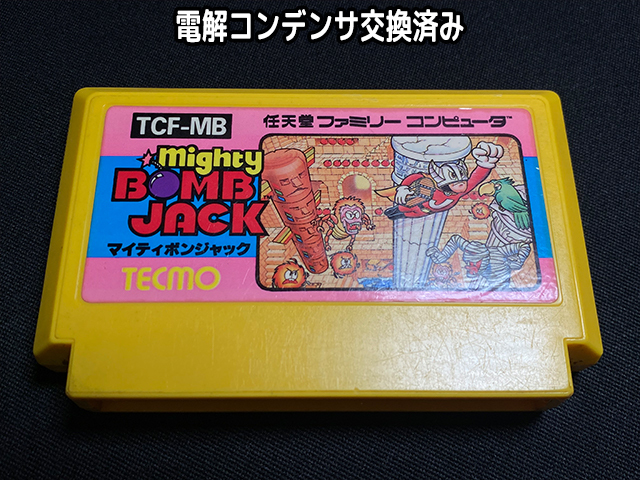 電解コンデンサ交換済み
TCF-MB
任天堂 ファミリー コンピュータ™
mighty
BOMB
JACK
マイティボンジャック
TECMO